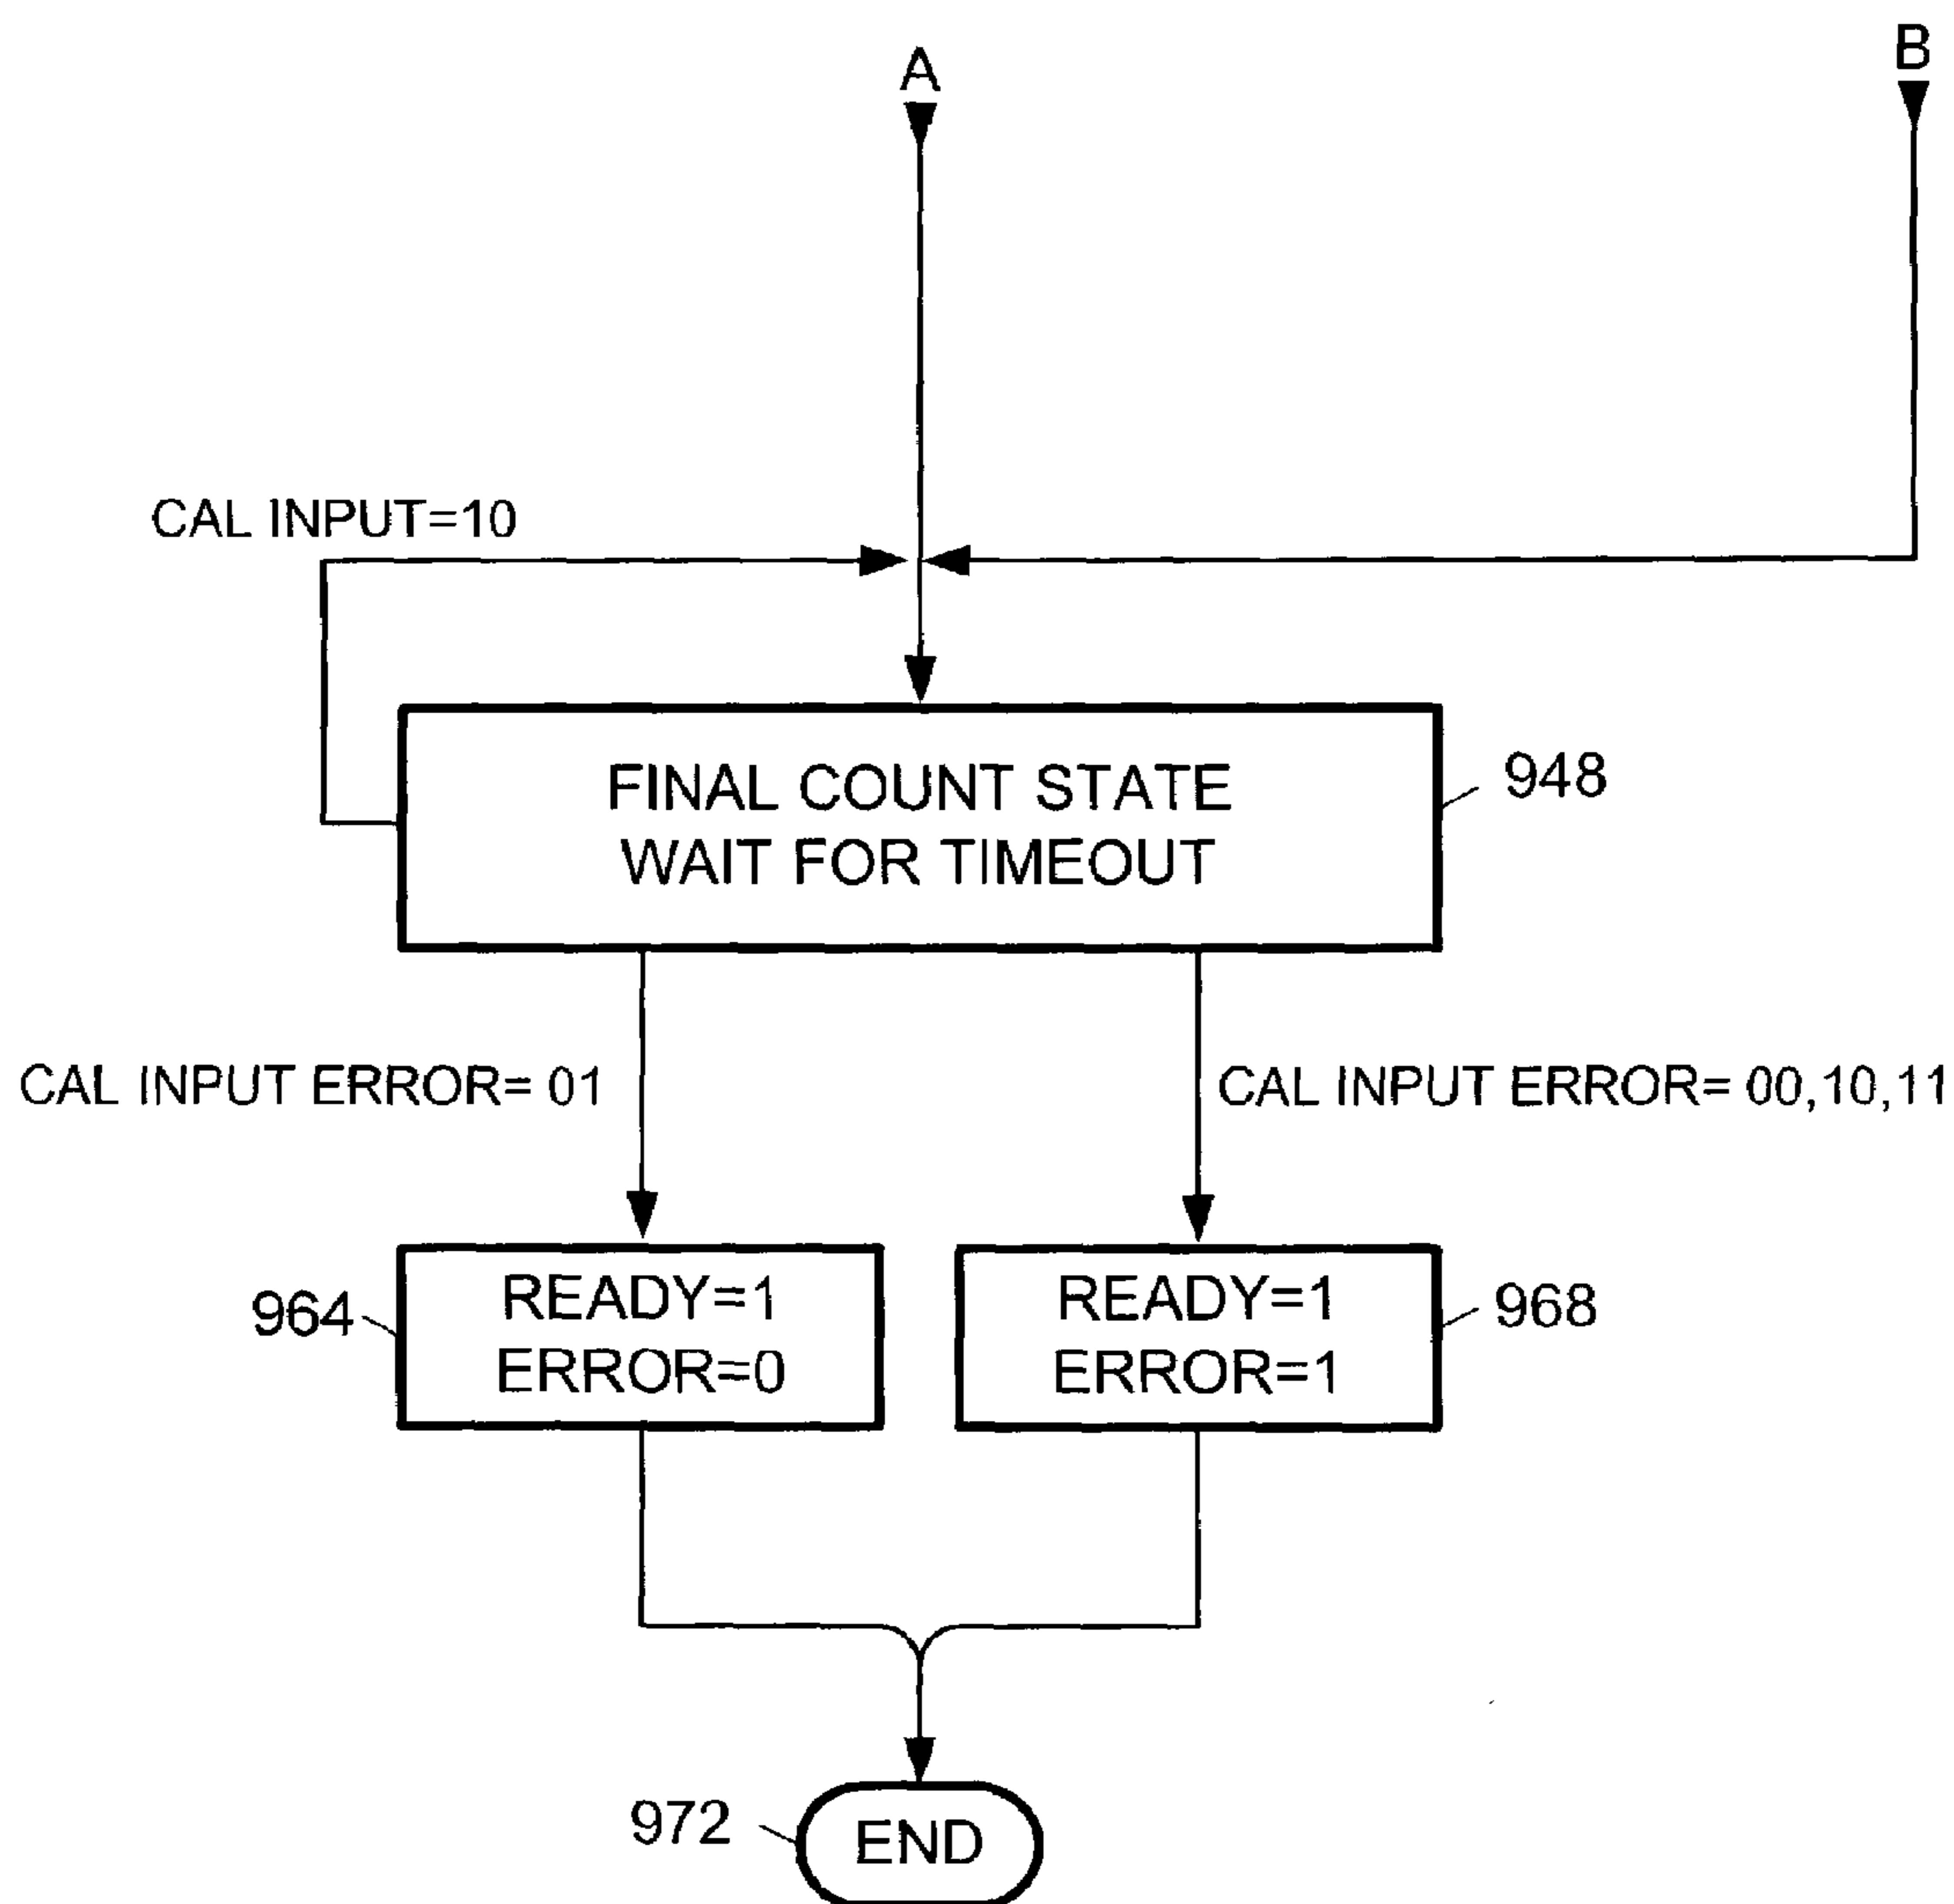 A
B
CAL INPUT=10
FINAL COUNT STATE
WAIT FOR TIMEOUT
948
CAL INPUT ERROR= 01
CAL INPUT ERROR= 00,10,11
964
READY=1
ERROR=0
READY=1
ERROR=1
968
972
END